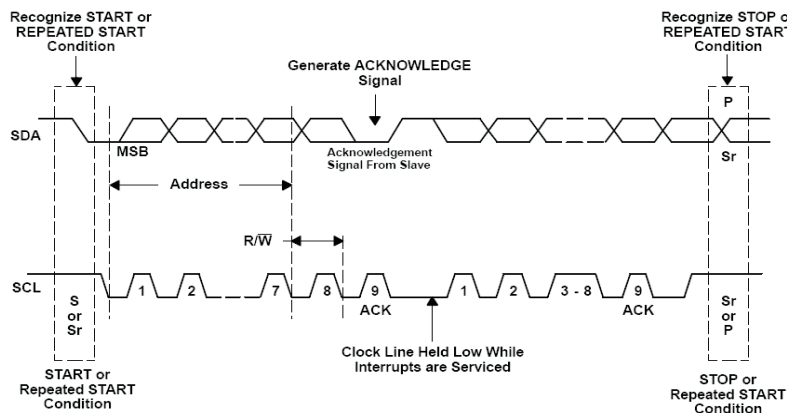 Recognize START or
REPEATED START
Condition
Recognize STOP or
REPEATED START
Condition
Generate ACKNOWLEDGE
Signal
P
SDA
MSB
Acknowledgement
Signal From Slave
Sr
Address
R/W̅
SCL
S
or
Sr
1
2
7
8
9
1
2
3 - 8
9
Sr
or
P
ACK
ACK
Clock Line Held Low While
Interrupts are Serviced
START or
Repeated START
Condition
STOP or
Repeated START
Condition